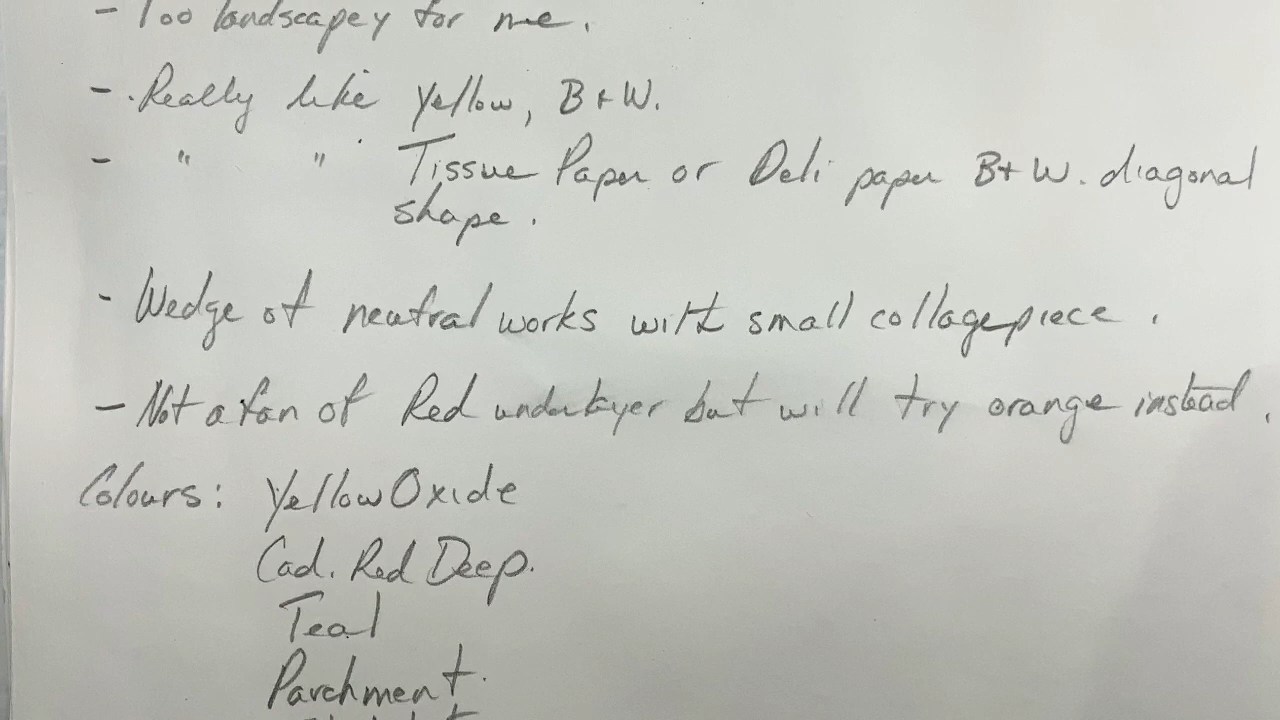 - Too landscapey for me.
- Really like yellow, B+W.
- " " Tissue Paper or Deli paper B+W. diagonal
shape.
- Wedge of neutral works with small collage piece.
- Not a fan of Red underlayer but will try orange instead.
Colours: Yellow Oxide
Cad. Red Deep.
Teal
Parchment.